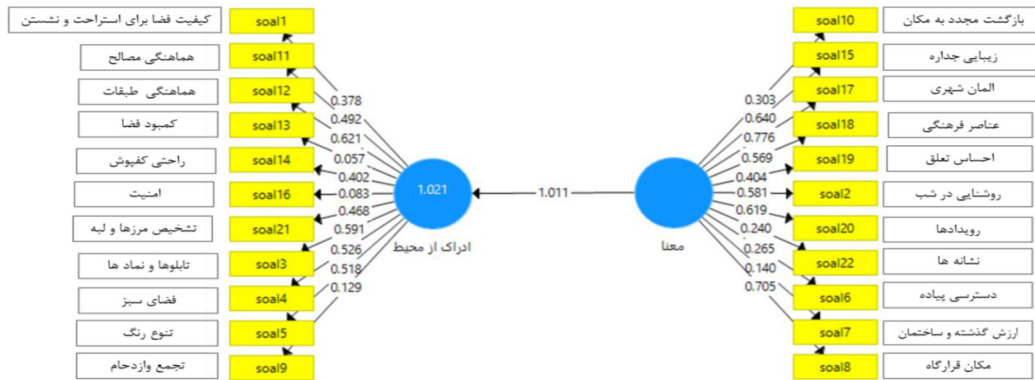 کیفیت فضا برای استراحت و نشستن
soal1
soal10
بازگشت مجدد به مکان
هماهنگی مصالح
soal11
soal15
زیبایی جداره
هماهنگی طبقات
soal12
soal17
المان شهری
کمبود فضا
soal13
soal18
عناصر فرهنگی
راحتی کفپوش
soal14
soal19
احساس تعلق
امنیت
soal16
soal2
روشنایی در شب
تشخیص مرزها و لبه
soal21
soal20
رویدادها
تابلوها و نماد ها
soal3
soal22
نشانه ها
فضای سبز
soal4
soal6
دسترسی پیاده
تنوع رنگ
soal5
soal7
ارزش گذشته و ساختمان
تجمع وازدحام
soal9
soal8
مکان قرارگاه
0.378
0.492
0.621
0.057
0.402
0.083
0.468
0.591
0.526
0.518
0.129
1.021
ادراک از محیط
1.011
معنا
0.303
0.640
0.776
0.569
0.404
0.581
0.619
0.240
0.265
0.140
0.705